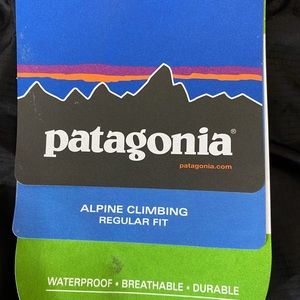 patagonia®
patagonia.com
ALPINE CLIMBING
REGULAR FIT
WATERPROOF • BREATHABLE • DURABLE